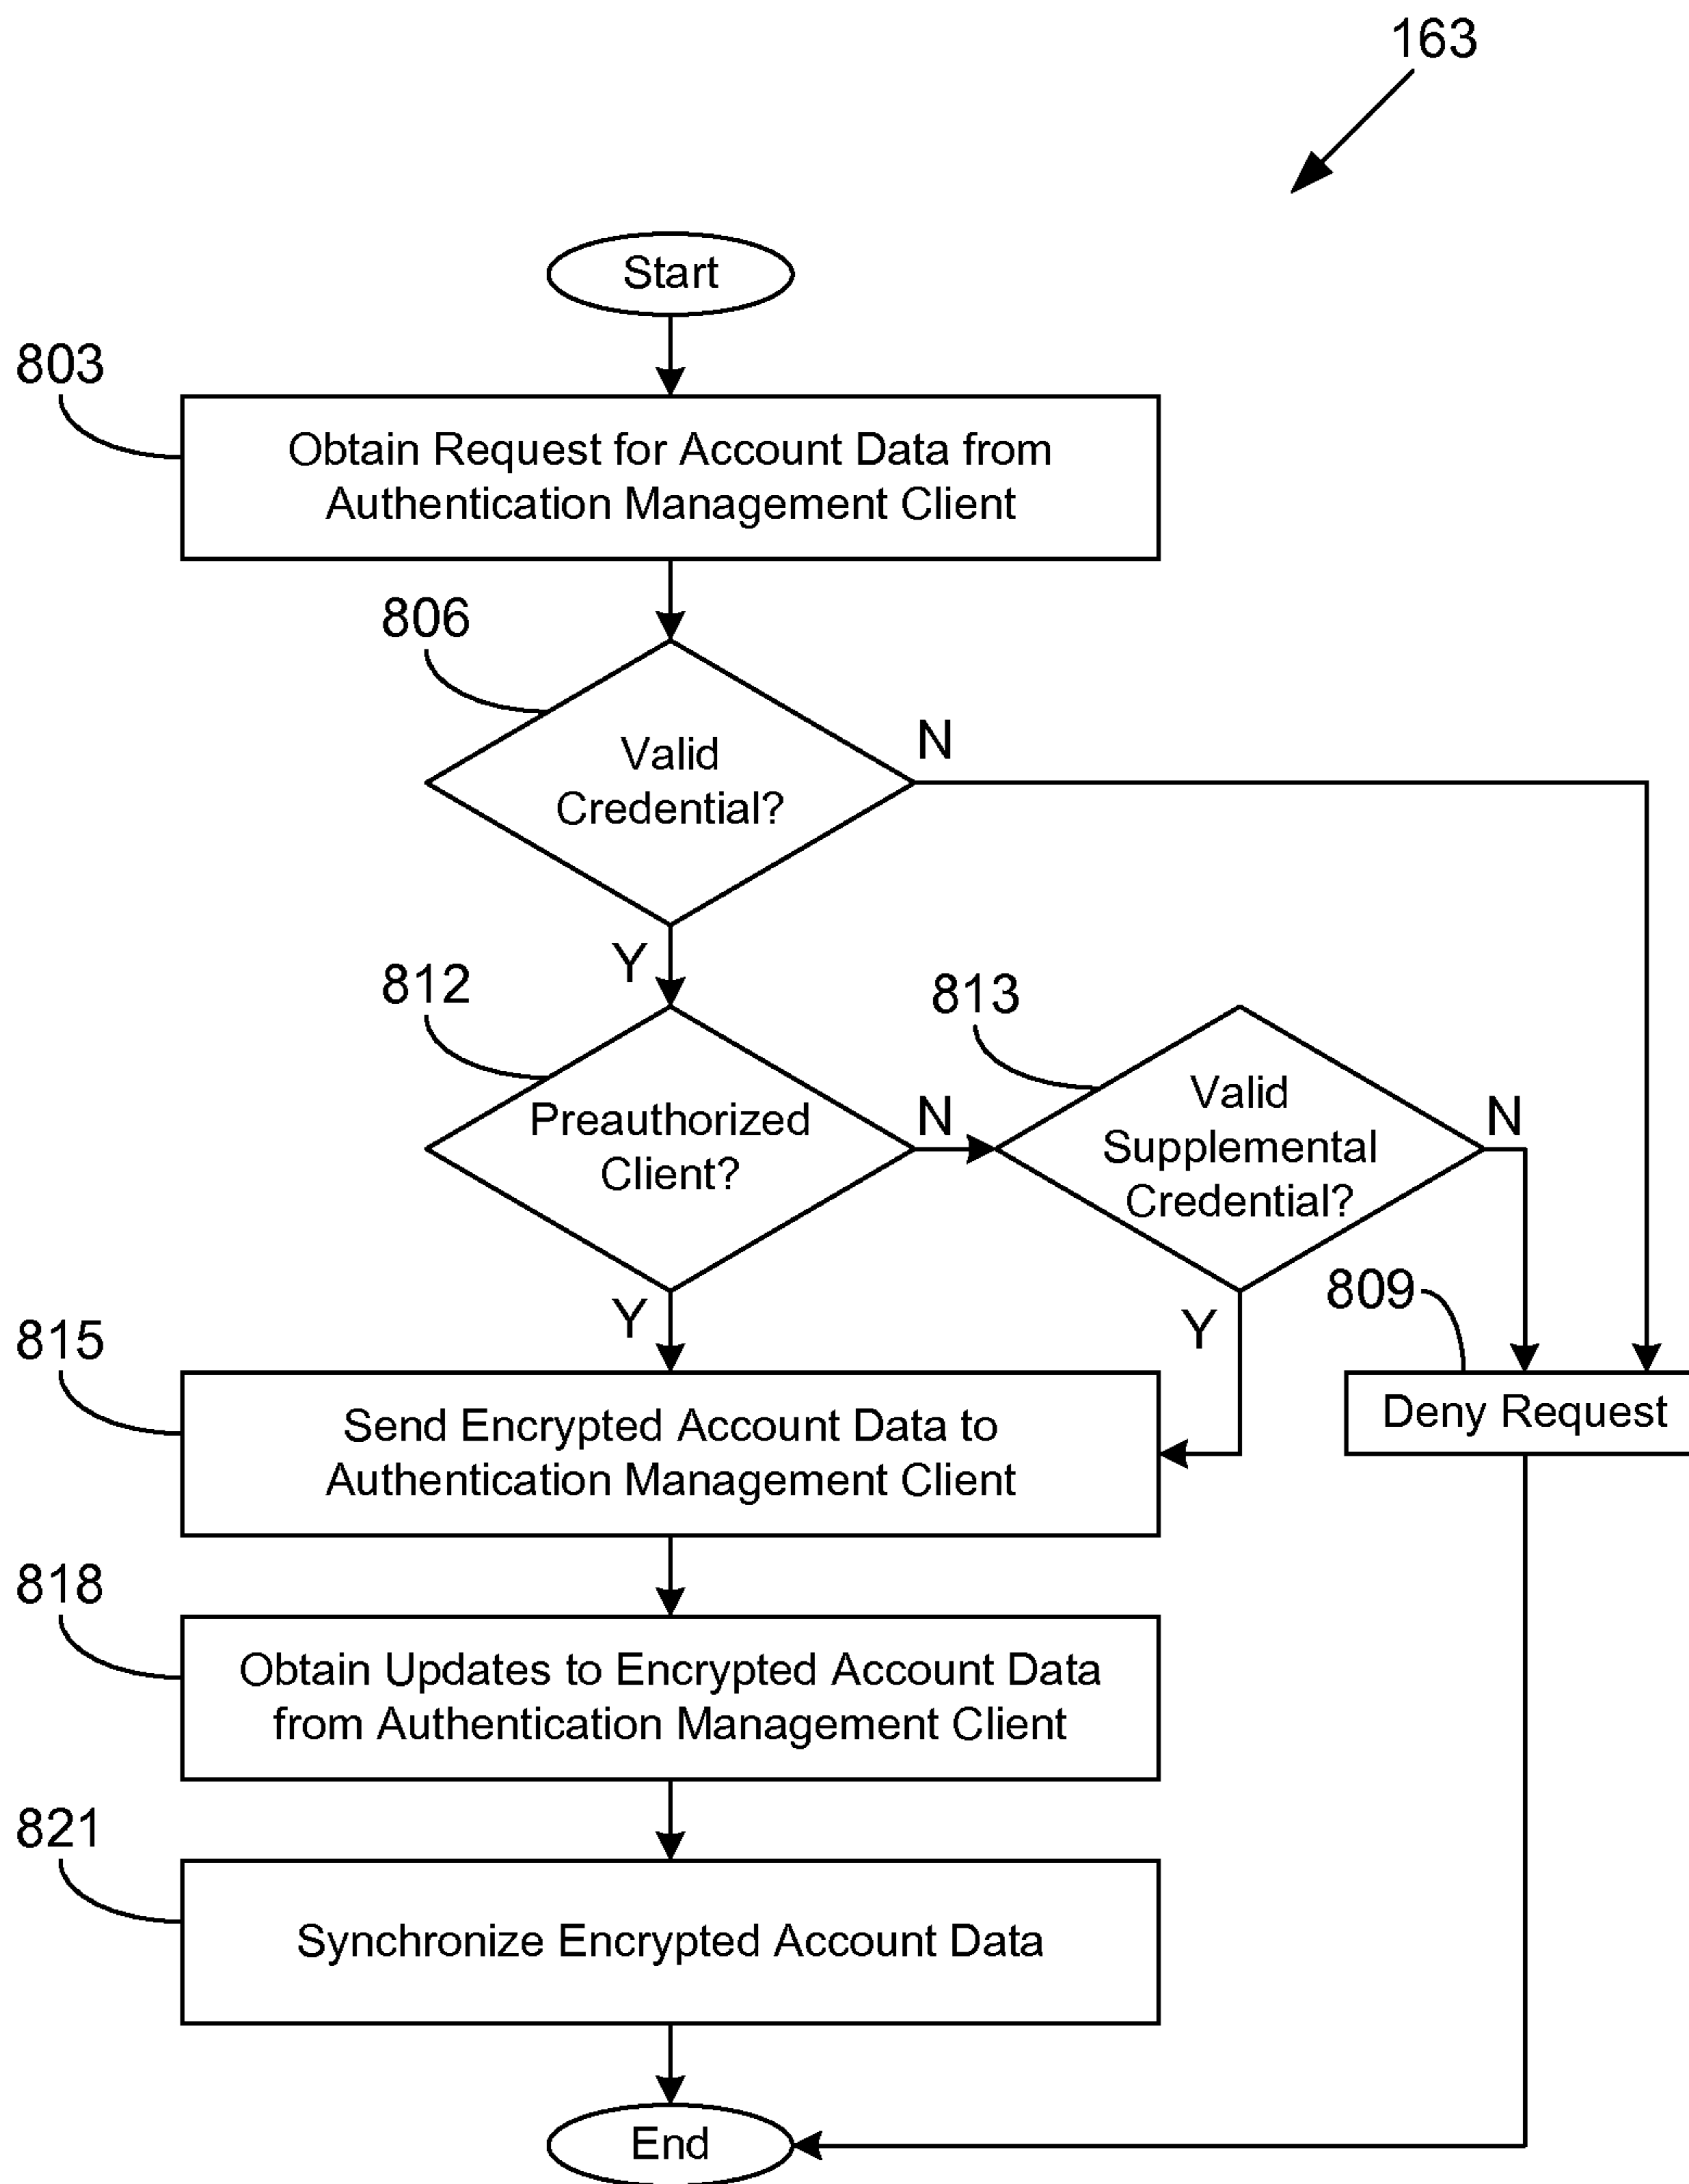 163
Start
803
Obtain Request for Account Data from
Authentication Management Client
806
Valid
Credential?
N
Y
812
Preauthorized
Client?
N
813
Valid
Supplemental
Credential?
N
Y
Y
809
Deny Request
815
Send Encrypted Account Data to
Authentication Management Client
818
Obtain Updates to Encrypted Account Data
from Authentication Management Client
821
Synchronize Encrypted Account Data
End